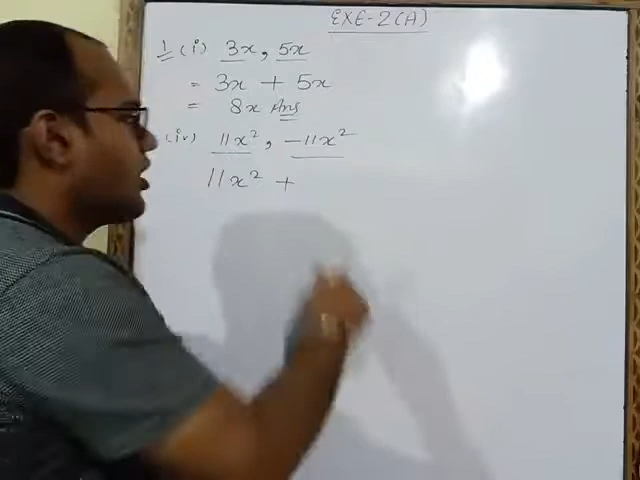 EXE-2(A)
1 (i) 3x, 5x
= 3x + 5x
= 8x Ans
(iv) 11x², -11x²
11x² +